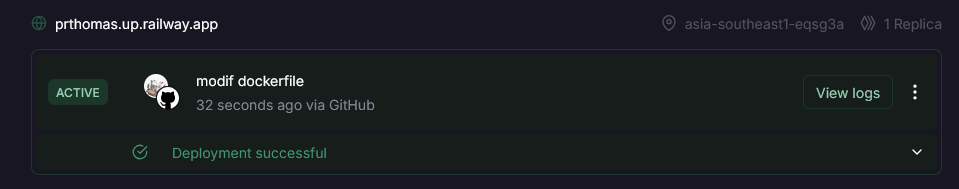 prthomas.up.railway.app
asia-southeast1-eqsg3a
1 Replica
ACTIVE
modif dockerfile
32 seconds ago via GitHub
View logs
Deployment successful